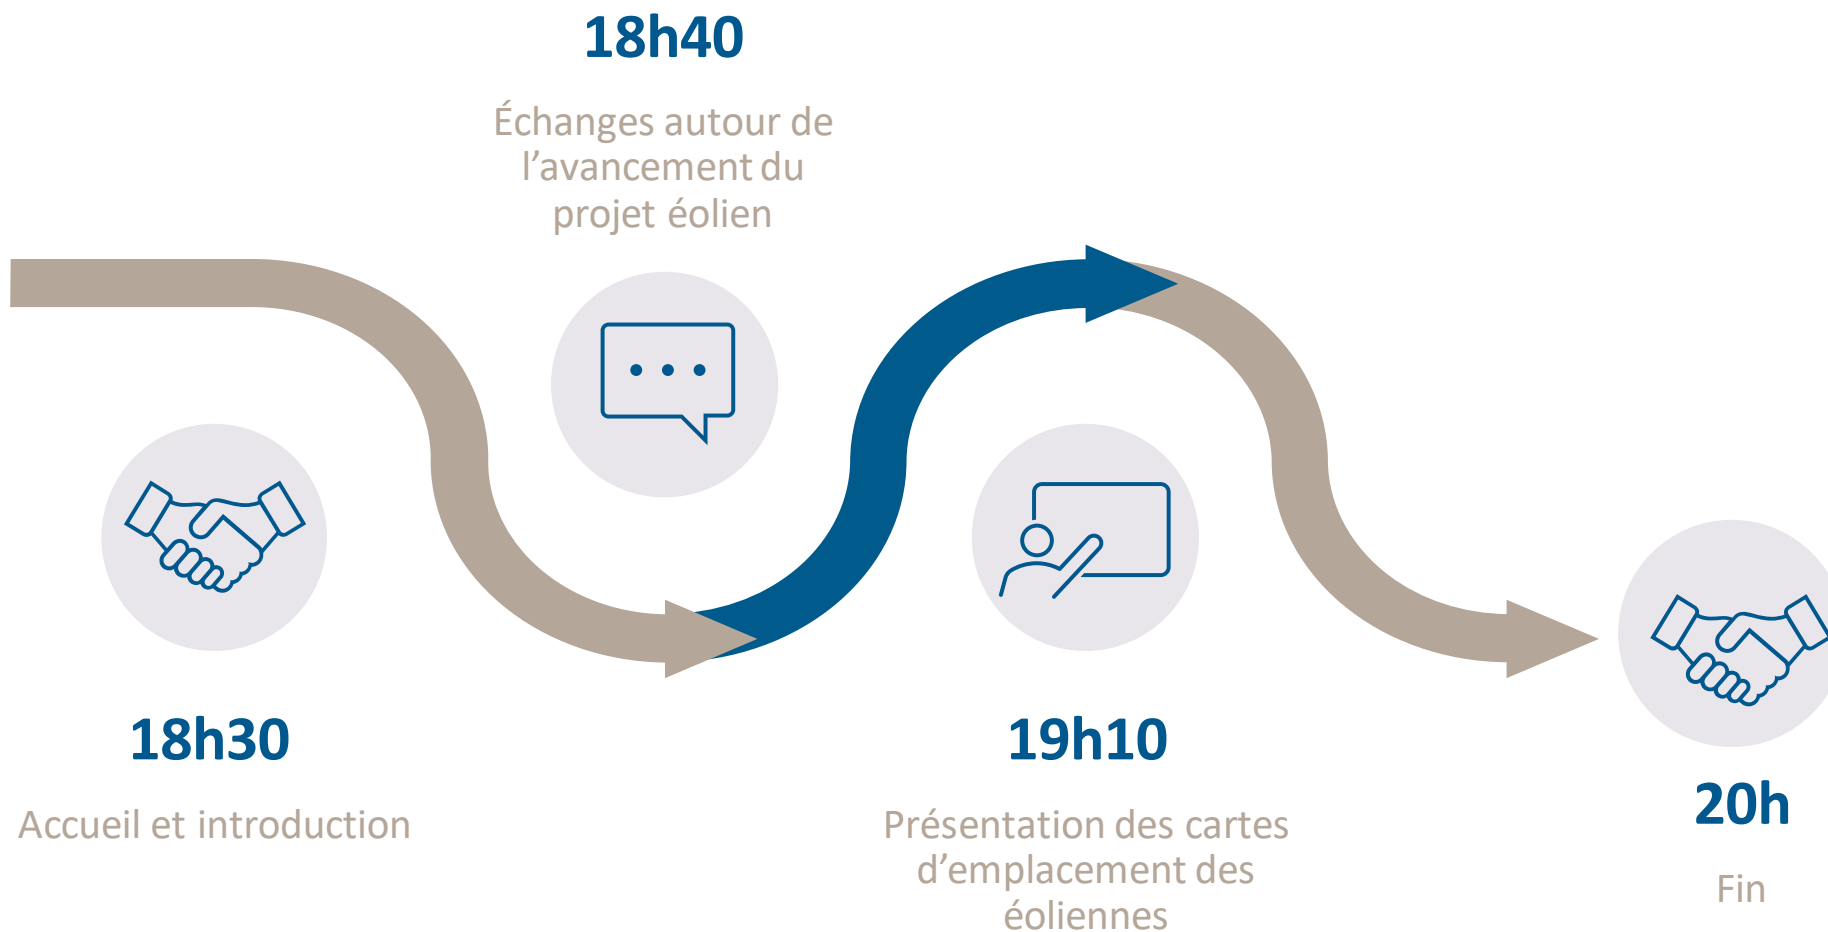 18h30
Accueil et introduction
18h40
Échanges autour de
l’avancement du
projet éolien
19h10
Présentation des cartes
d’emplacement des
éoliennes
20h
Fin